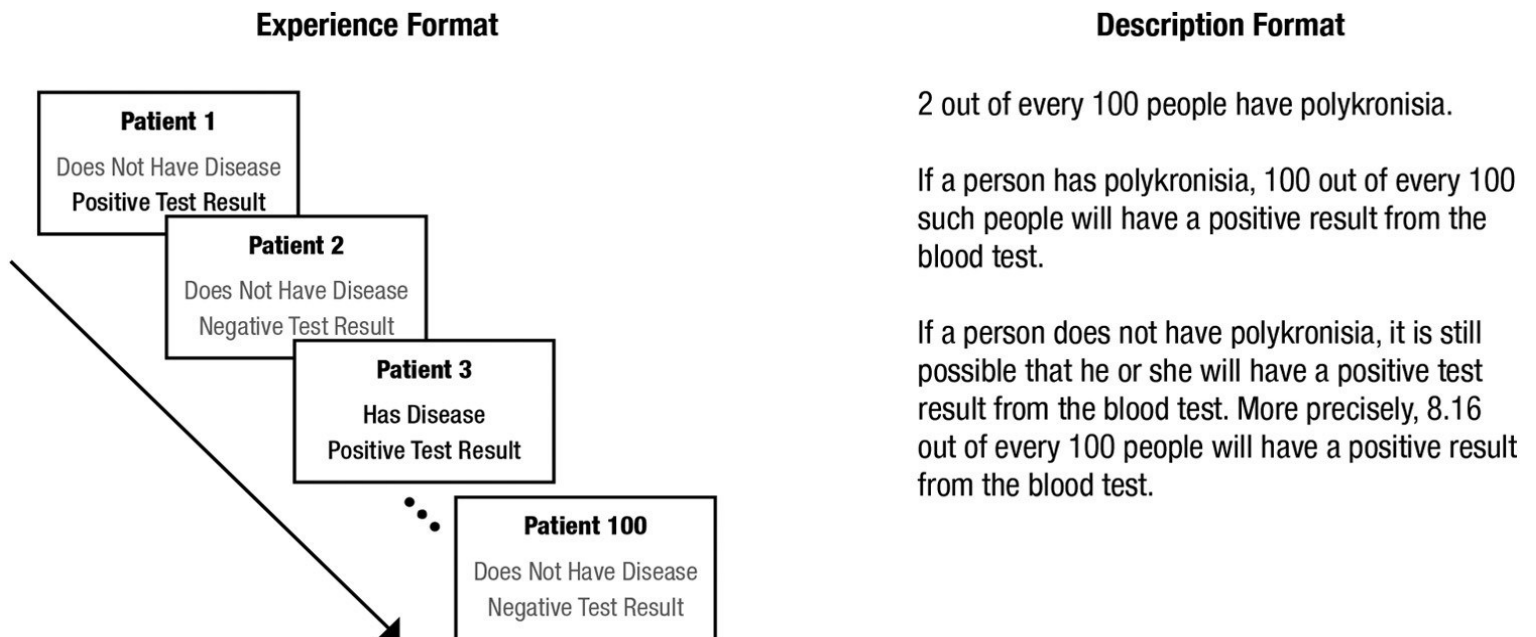 Experience Format
Patient 1
Does Not Have Disease
Positive Test Result
Patient 2
Does Not Have Disease
Negative Test Result
Patient 3
Has Disease
Positive Test Result
Patient 100
Does Not Have Disease
Negative Test Result
Description Format
2 out of every 100 people have polykronisia.
If a person has polykronisia, 100 out of every 100
such people will have a positive result from the
blood test.
If a person does not have polykronisia, it is still
possible that he or she will have a positive test
result from the blood test. More precisely, 8.16
out of every 100 people will have a positive result
from the blood test.